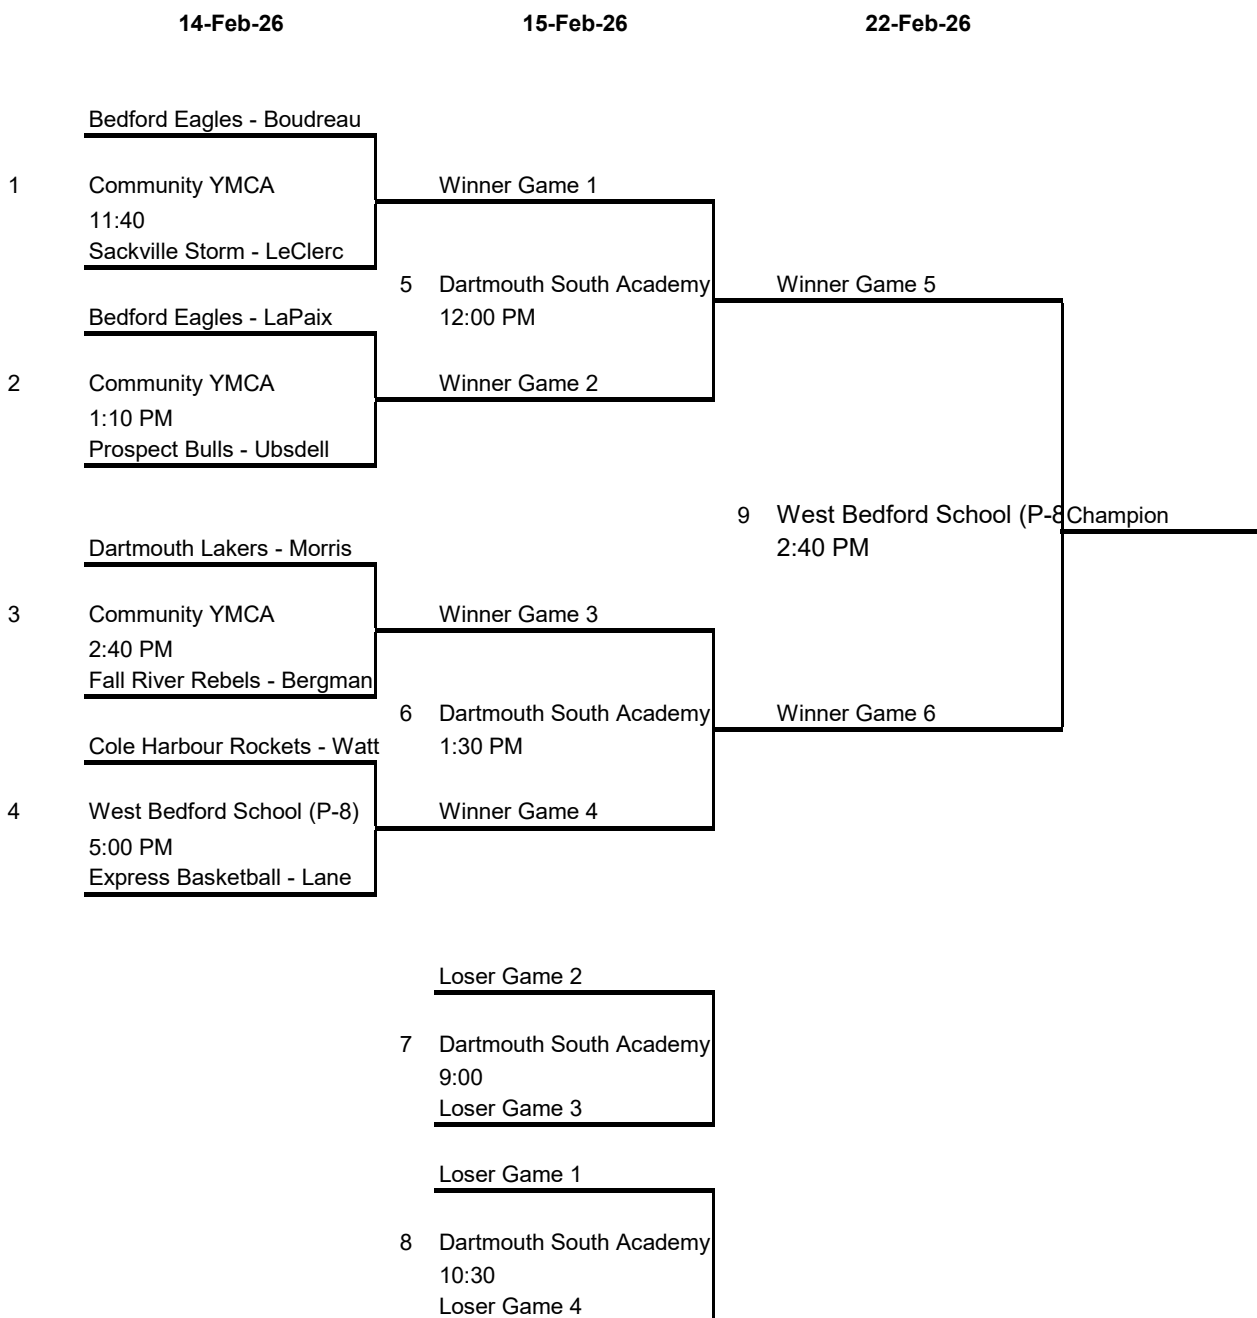 14-Feb-26 15-Feb-26 22-Feb-26
Bedford Eagles - Boudreau
1 Community YMCA Winner Game 1
11:40
Sackville Storm - LeClerc
5 Dartmouth South Academy Winner Game 5
Bedford Eagles - LaPaix 12:00 PM
2 Community YMCA Winner Game 2
1:10 PM
Prospect Bulls - Ubsdell
9 West Bedford School (P-8 Champion
Dartmouth Lakers - Morris 2:40 PM
3 Community YMCA Winner Game 3
2:40 PM
Fall River Rebels - Bergman
6 Dartmouth South Academy Winner Game 6
Cole Harbour Rockets - Watt 1:30 PM
4 West Bedford School (P-8) Winner Game 4
5:00 PM
Express Basketball - Lane
Loser Game 2
7 Dartmouth South Academy
9:00
Loser Game 3
Loser Game 1
8 Dartmouth South Academy
10:30
Loser Game 4